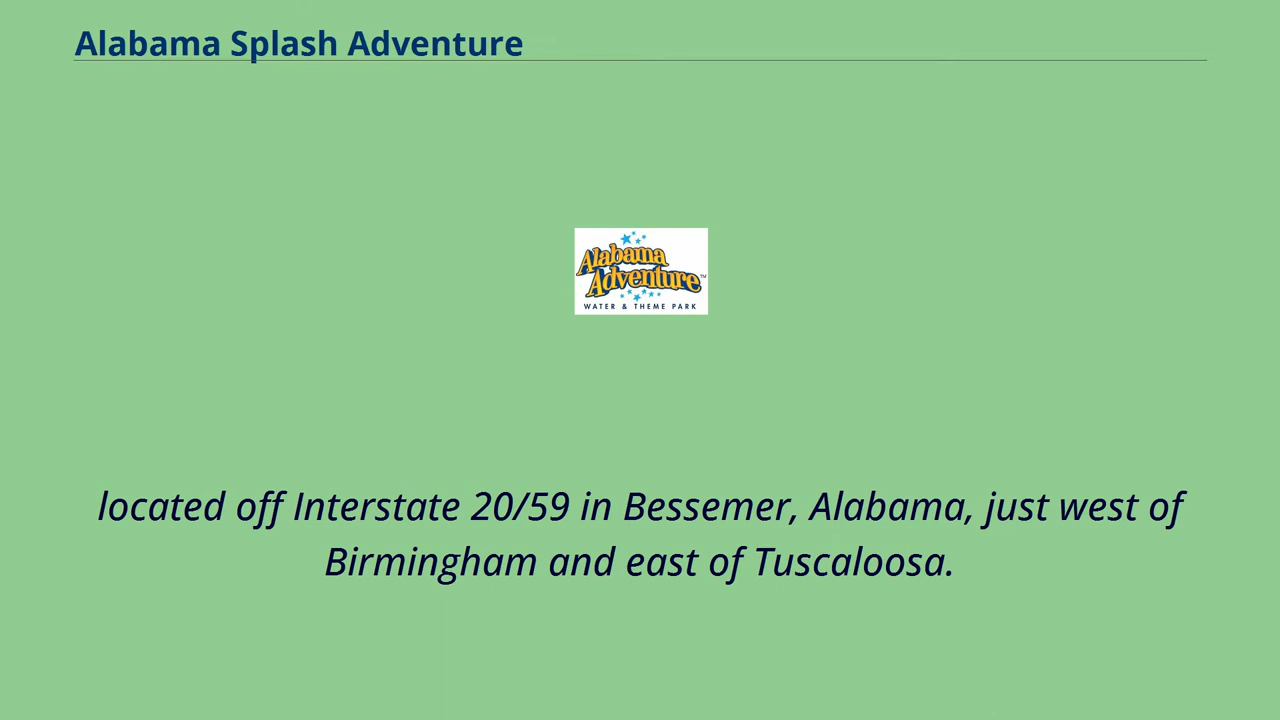 Alabama Splash Adventure
Alabama
Adventure™
WATER & THEME PARK
located off Interstate 20/59 in Bessemer, Alabama, just west of
Birmingham and east of Tuscaloosa.